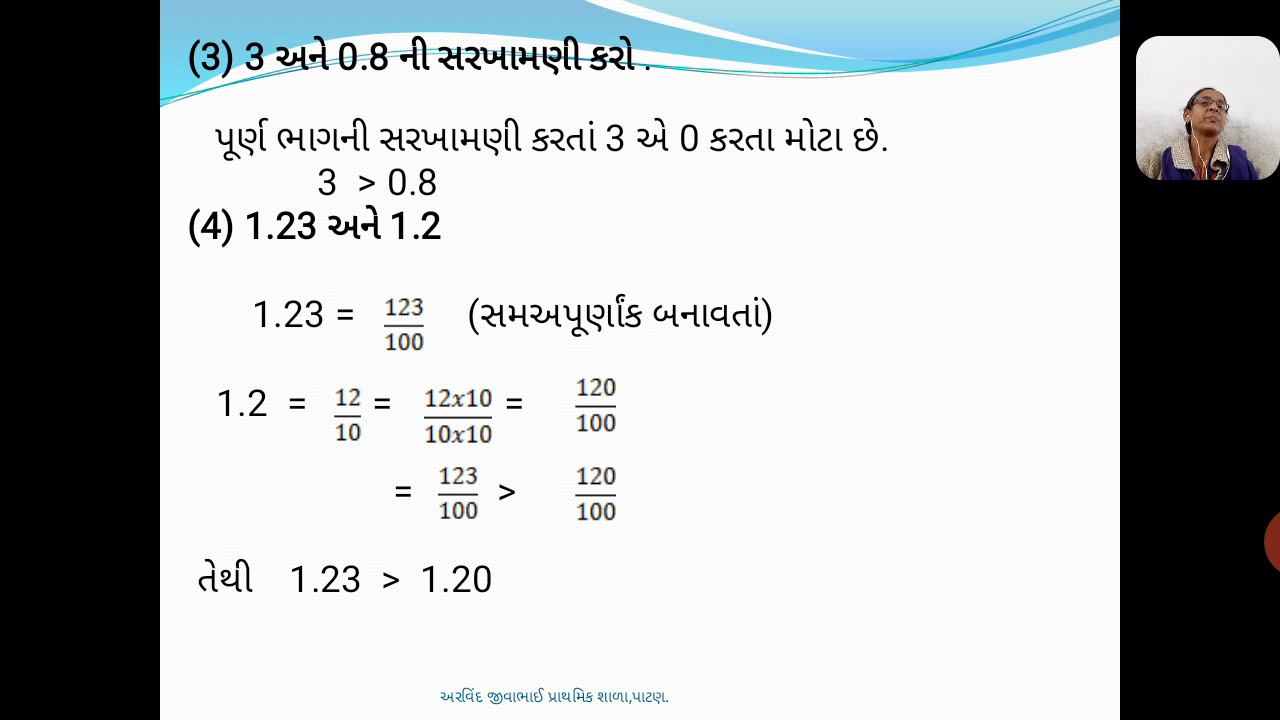 (3) 3 અને 0.8 ની સરખામણી કરો .
પૂર્ણ ભાગની સરખામણી કરતાં 3 એ 0 કરતા મોટા છે.
3 > 0.8
(4) 1.23 અને 1.2
1.23 = 123/100 (સમઅપૂર્ણાંક બનાવતાં)
1.2 = 12/10 = 12x10/10x10 = 120/100
= 123/100 > 120/100
તેથી 1.23 > 1.20
અરવિંદ જીવાભાઈ પ્રાથમિક શાળા,પાટણ.